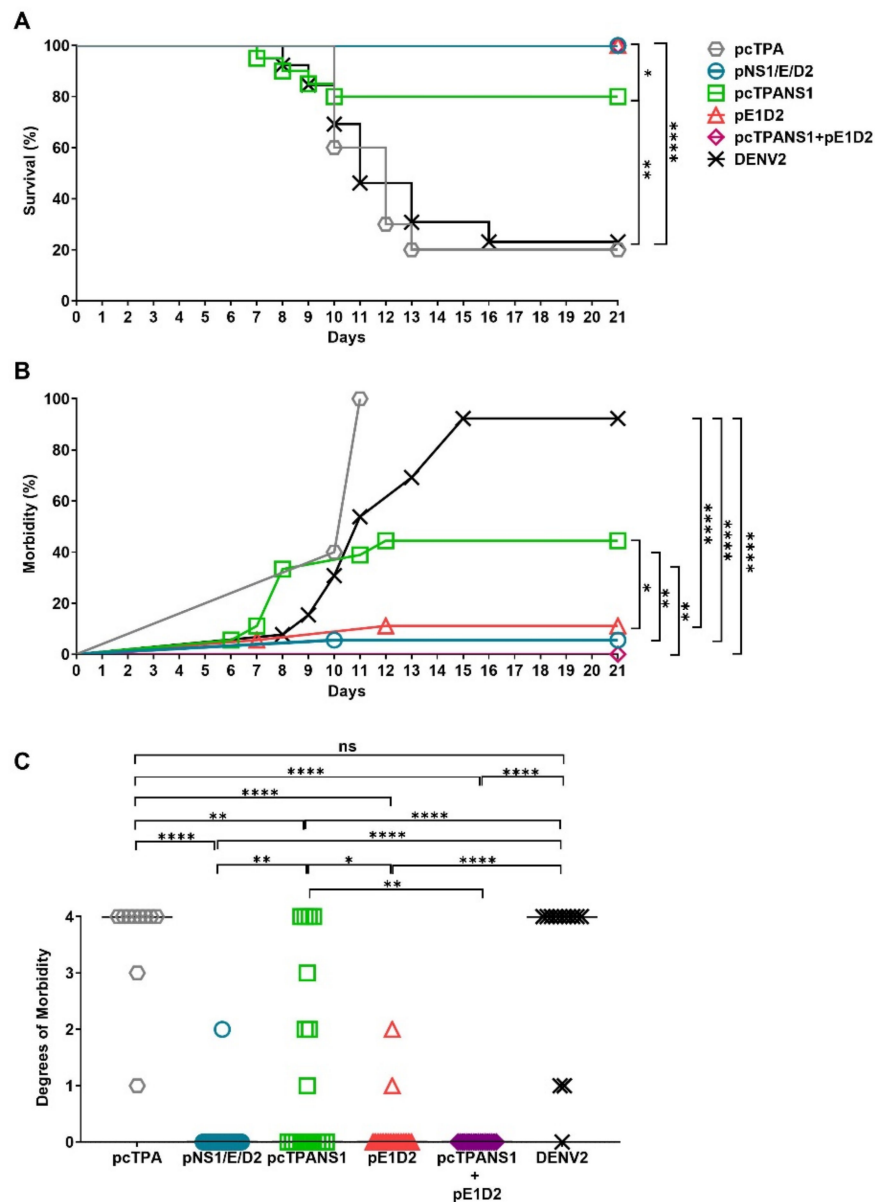 A
100
80
60
40
20
0
Survival (%)
0 1 2 3 4 5 6 7 8 9 10 11 12 13 14 15 16 17 18 19 20 21
Days
*
**
****
pcTPA
pNS1/E/D2
pcTPANS1
pE1D2
pcTPANS1+pE1D2
DENV2
B
100
80
60
40
20
0
Morbidity (%)
0 1 2 3 4 5 6 7 8 9 10 11 12 13 14 15 16 17 18 19 20 21
Days
*
**
**
****
****
****
C
ns
**** ****
****
** ****
**** ****
** * ****
**
4
3
2
1
0
Degrees of Morbidity
pcTPA pNS1/E/D2 pcTPANS1 pE1D2 pcTPANS1 DENV2
+
pE1D2